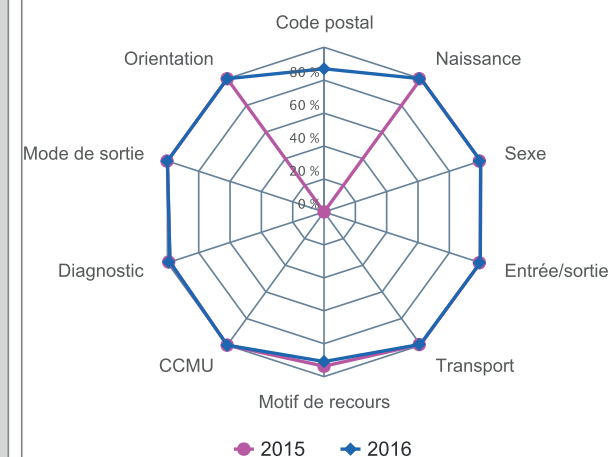 Code postal
Orientation
Naissance
80 %
60 %
Mode de sortie
Sexe
40 %
20 %
0 %
Diagnostic
Entrée/sortie
CCMU
Transport
Motif de recours
2015 2016